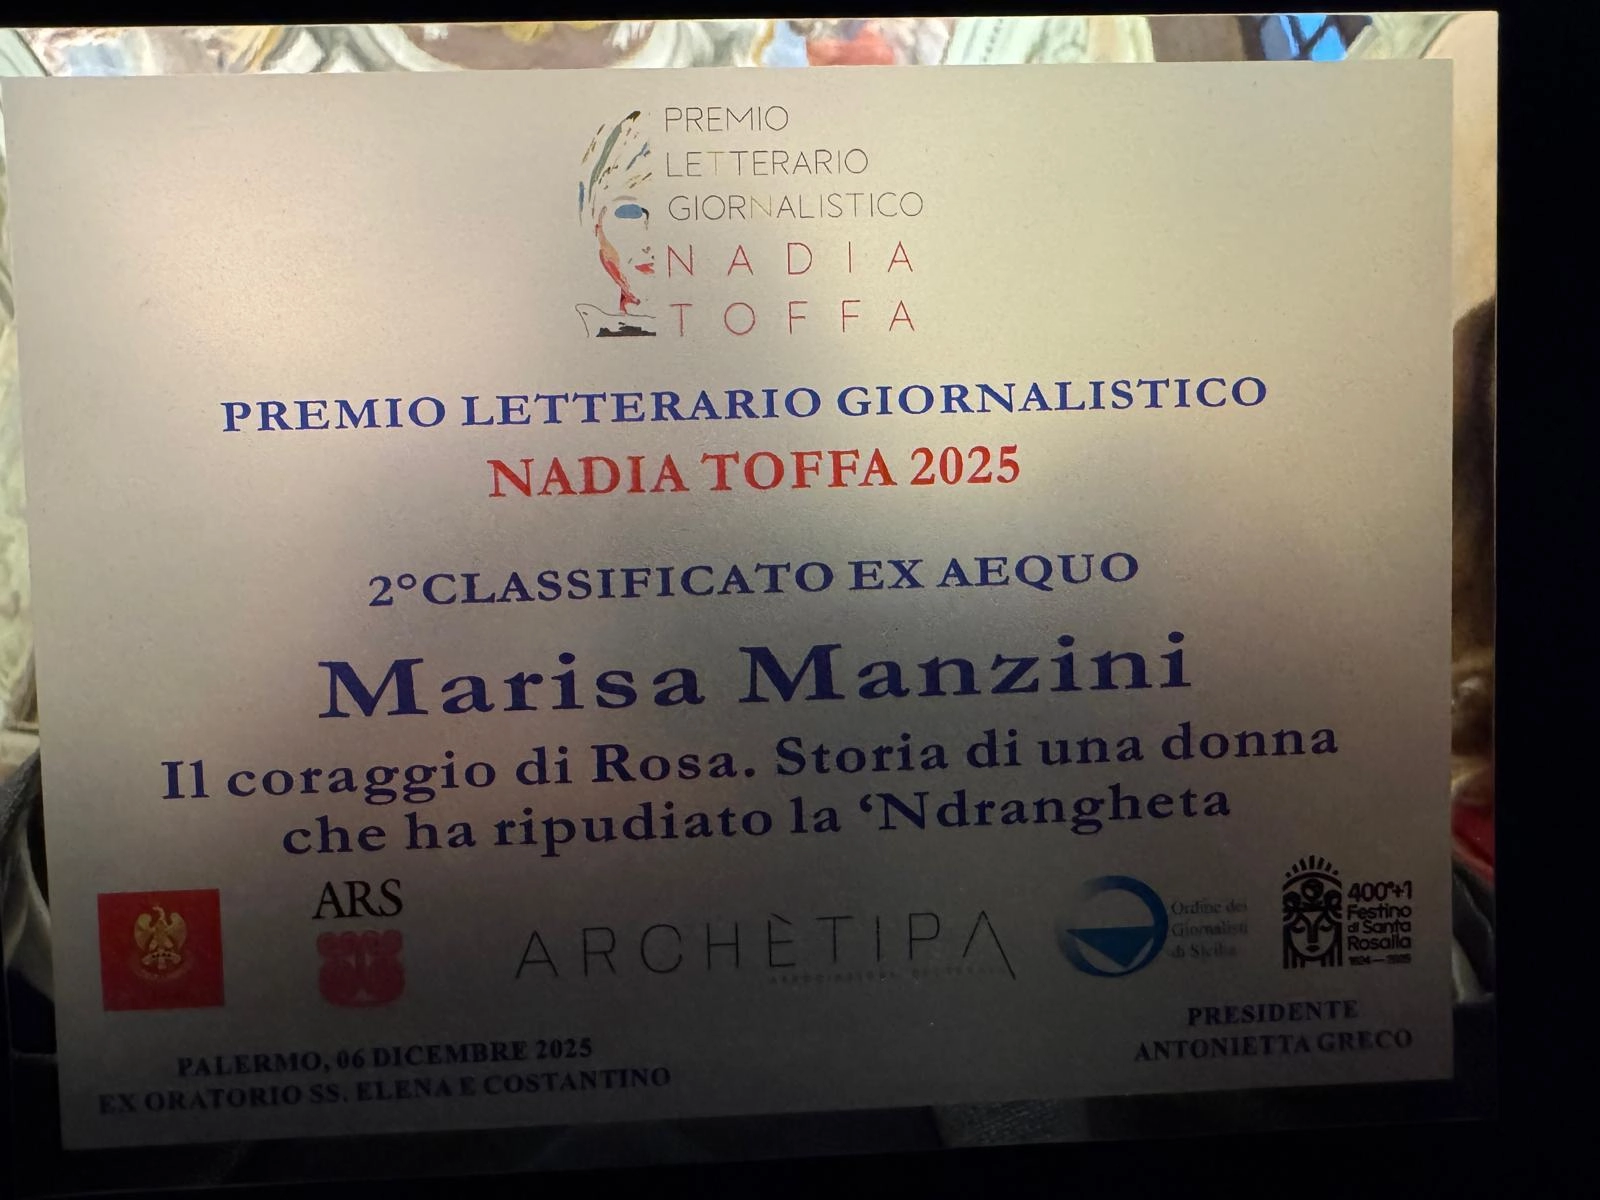 PREMIO
LETTERARIO
GIORNALISTICO
NADIA
TOFFA
PREMIO LETTERARIO GIORNALISTICO
NADIA TOFFA 2025
2°CLASSIFICATO EX AEQUO
Marisa Manzini
Il coraggio di Rosa. Storia di una donna
che ha ripudiato la ‘Ndrangheta
ARS
ARCHÈTIPA
Ordine dei
Giornalisti
di Sicilia
400°+1
Festino
di Santa
Rosalia
1624—2025
PALERMO, 06 DICEMBRE 2025
EX ORATORIO SS. ELENA E COSTANTINO
PRESIDENTE
ANTONIETTA GRECO